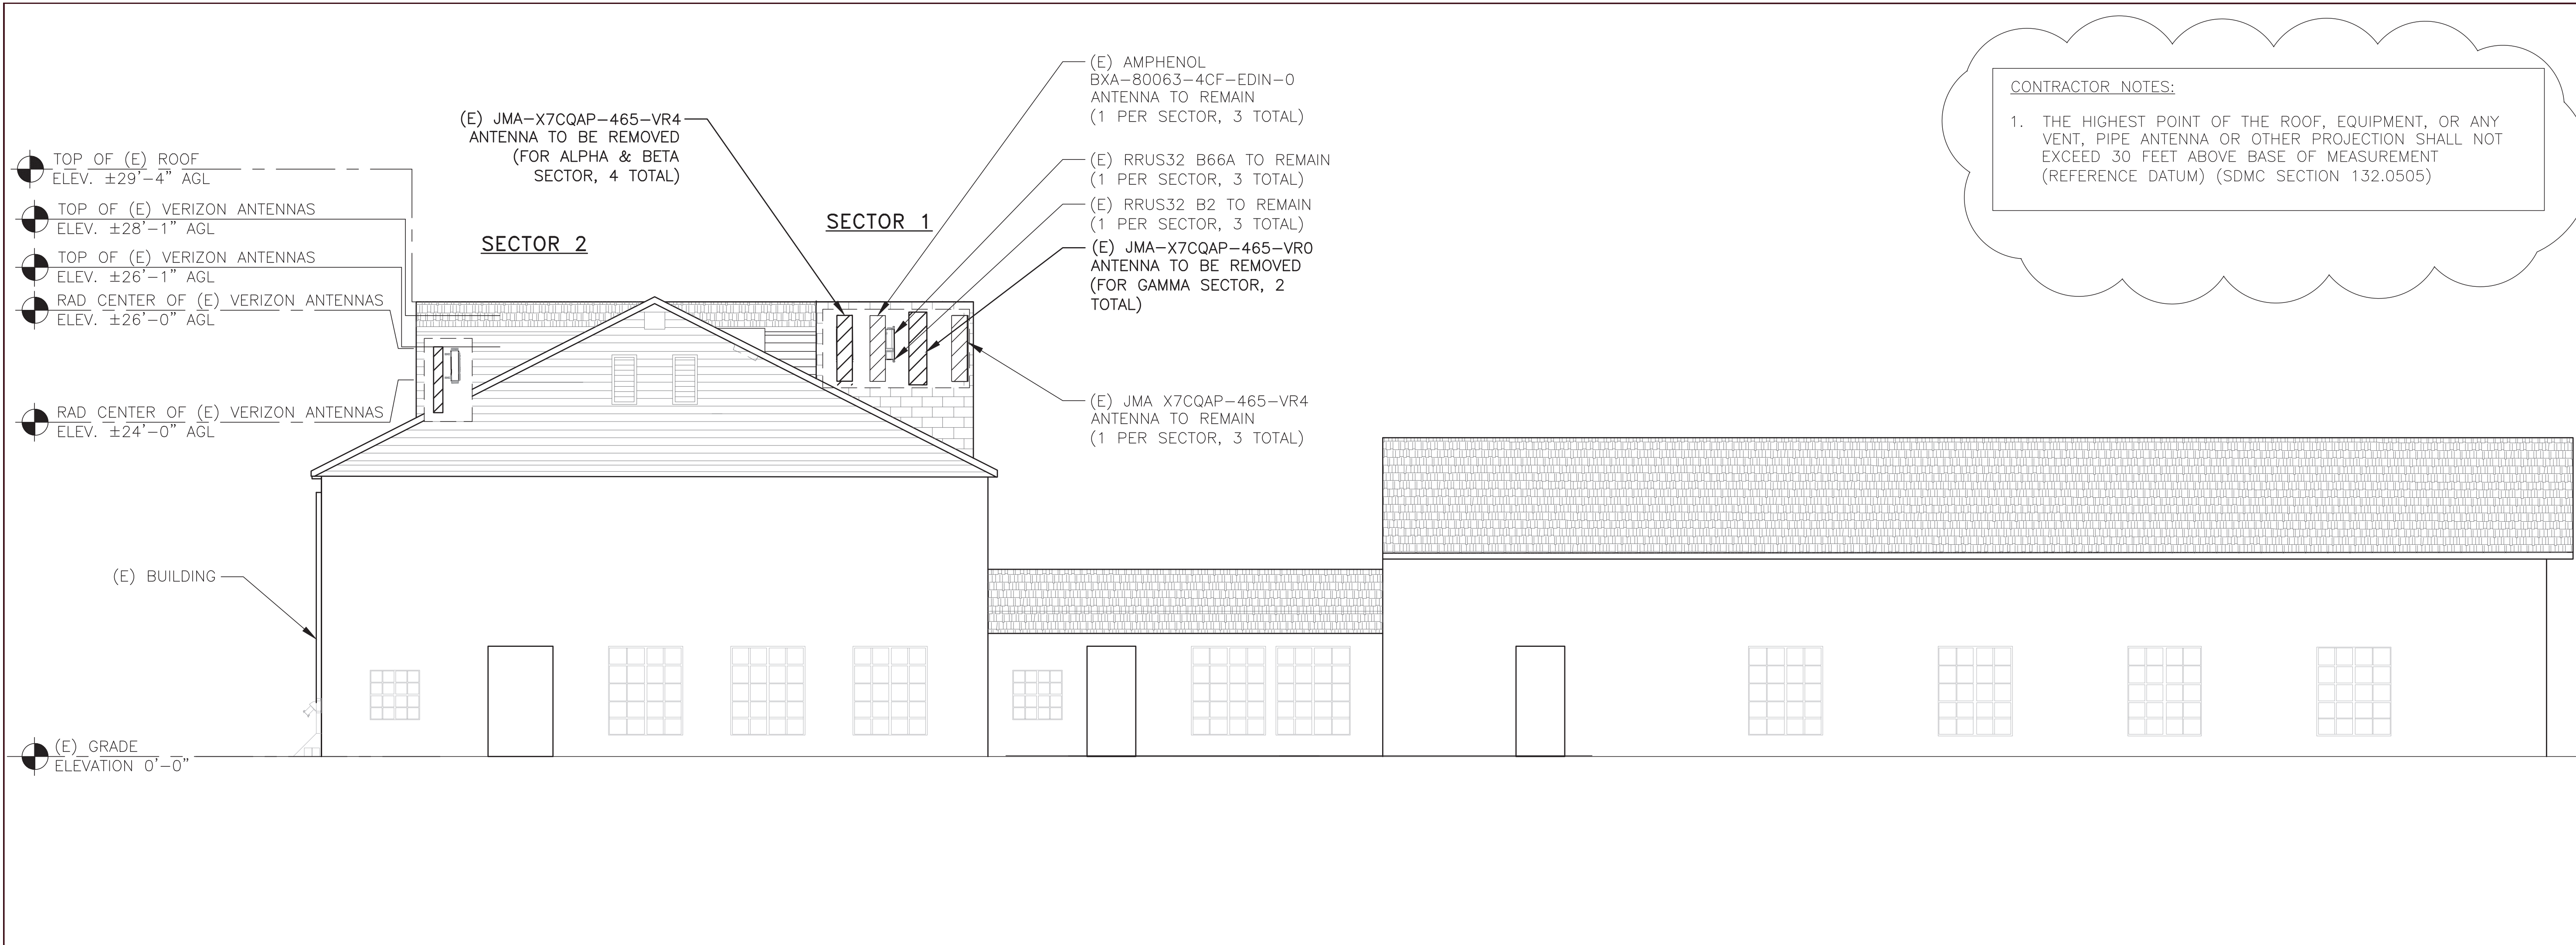 (E) AMPHENOL
BXA-80063-4CF-EDIN-0
ANTENNA TO REMAIN
(1 PER SECTOR, 3 TOTAL)
CONTRACTOR NOTES:
1. THE HIGHEST POINT OF THE ROOF, EQUIPMENT, OR ANY
VENT, PIPE ANTENNA OR OTHER PROJECTION SHALL NOT
EXCEED 30 FEET ABOVE BASE OF MEASUREMENT
(REFERENCE DATUM) (SDMC SECTION 132.0505)
(E) JMA-X7CQAP-465-VR4
ANTENNA TO BE REMOVED
(FOR ALPHA & BETA
SECTOR, 4 TOTAL)
TOP OF (E) ROOF
ELEV. ±29'-4" AGL
(E) RRUS32 B66A TO REMAIN
(1 PER SECTOR, 3 TOTAL)
TOP OF (E) VERIZON ANTENNAS
ELEV. ±28'-1" AGL
(E) RRUS32 B2 TO REMAIN
(1 PER SECTOR, 3 TOTAL)
SECTOR 1
SECTOR 2
TOP OF (E) VERIZON ANTENNAS
ELEV. ±26'-1" AGL
(E) JMA-X7CQAP-465-VR0
ANTENNA TO BE REMOVED
(FOR GAMMA SECTOR, 2
TOTAL)
RAD CENTER OF (E) VERIZON ANTENNAS
ELEV. ±26'-0" AGL
RAD CENTER OF (E) VERIZON ANTENNAS
ELEV. ±24'-0" AGL
(E) JMA X7CQAP-465-VR4
ANTENNA TO REMAIN
(1 PER SECTOR, 3 TOTAL)
(E) BUILDING
(E) GRADE
ELEVATION 0'-0"